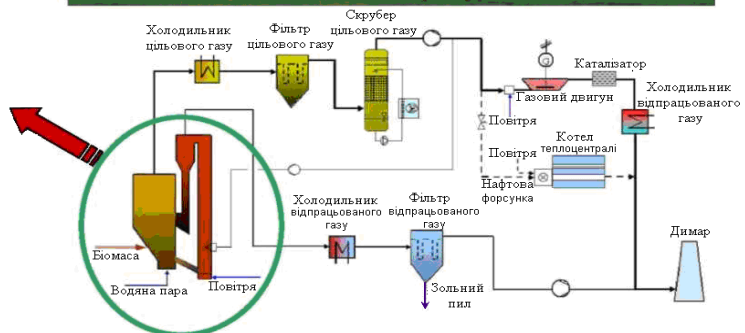 Холодильник
цільового газу
Фільтр
цільового газу
Скрубер
цільового газу
Каталізатор
Газовий двигун
Холодильник
відпрацьованого
газу
Повітря
Котел
теплоцентралі
Повітря
Нафтова
форсунка
Холодильник
відпрацьованого
газу
Фільтр
відпрацьованого
газу
Димар
Біомаса
Водяна пара
Повітря
Зольний
пил